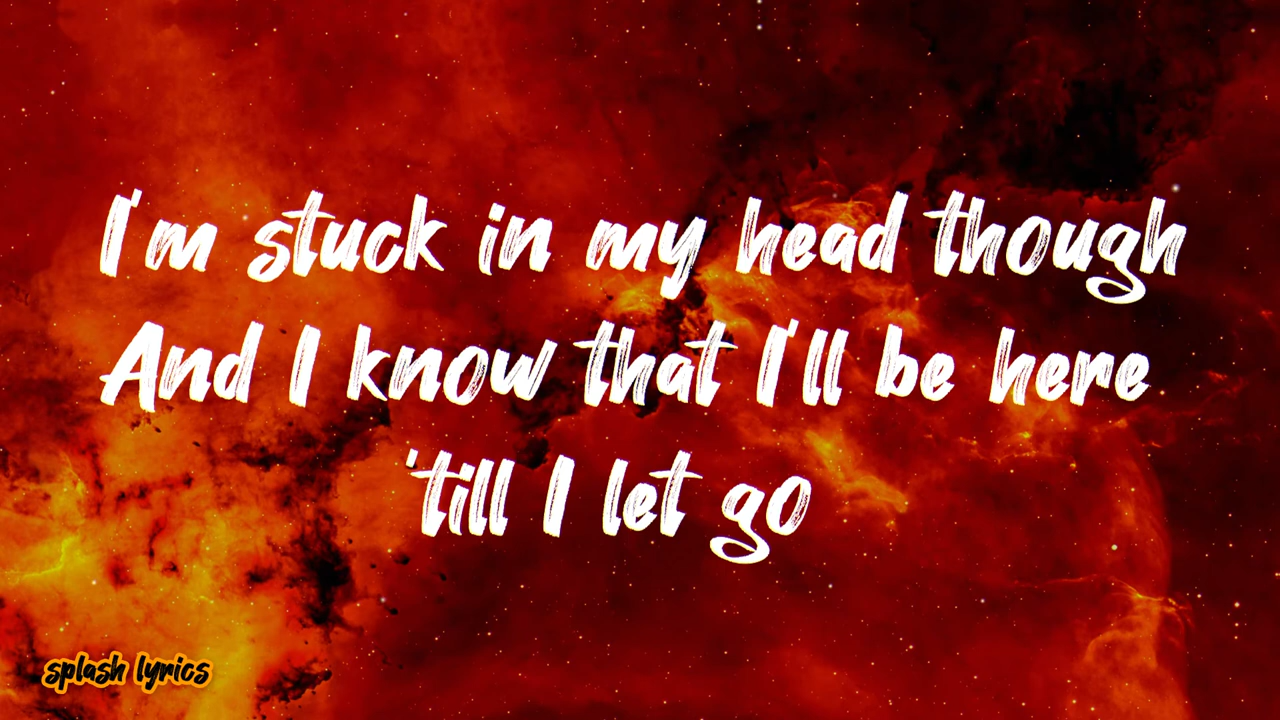 I'm stuck in my head though
And I know that I'll be here
'till I let go
splash lyrics